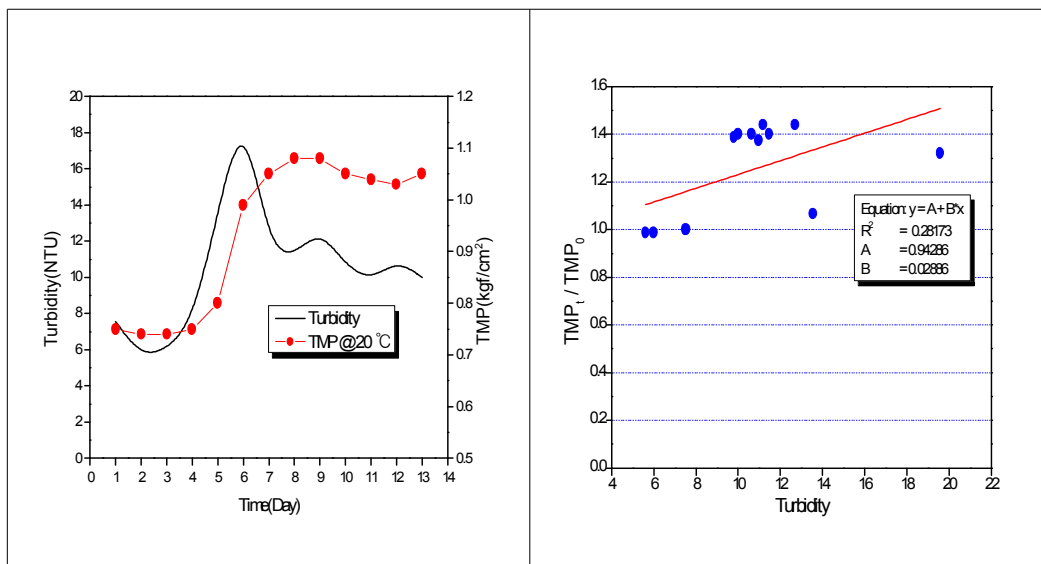 20
18
16
14
12
10
8
6
4
2
0
Turbidity(NTU)
1.2
1.1
1.0
0.9
0.8
0.7
0.6
0.5
TMP(kgf/cm²)
Turbidity
TMP@20 ℃
0 1 2 3 4 5 6 7 8 9 10 11 12 13 14
Time(Day)
1.6
1.4
1.2
1.0
0.8
0.6
0.4
0.2
0.0
TMPₜ / TMP₀
Equation: y = A + B*x
R² = 0.28173
A = 0.94286
B = 0.02886
4 6 8 10 12 14 16 18 20 22
Turbidity